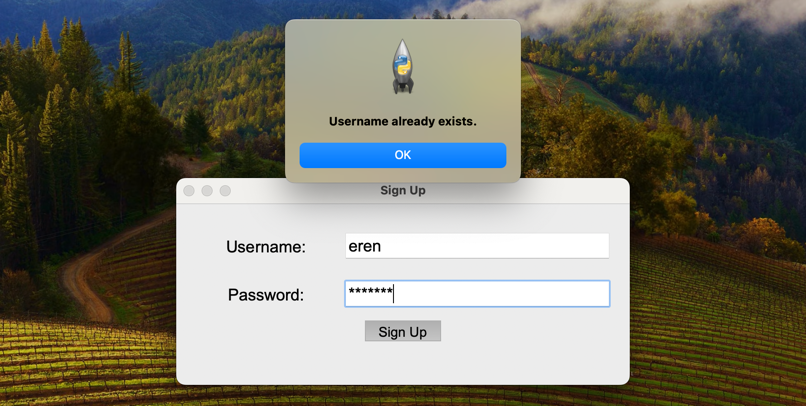 Username already exists.
OK
Sign Up
Username:
eren
Password:
*******
Sign Up